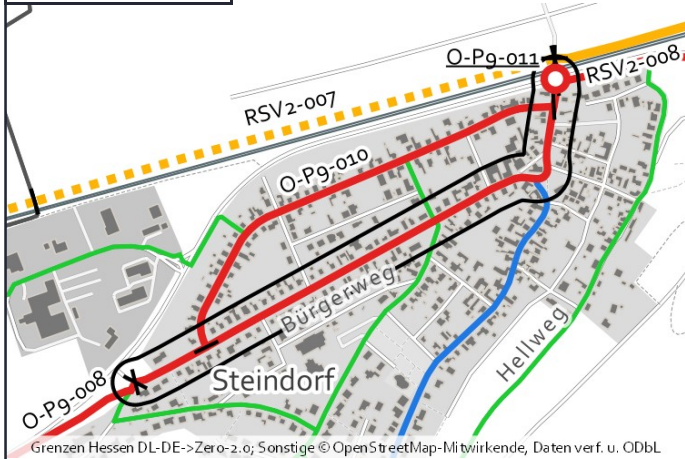 O-P9-011
RSV2-008
RSV2-007
O-P9-010
Bürgerweg
Hellweg
Steindorf
O-P9-008
Grenzen Hessen DL-DE->Zero-2.0; Sonstige © OpenStreetMap-Mitwirkende, Daten verf. u. ODbL